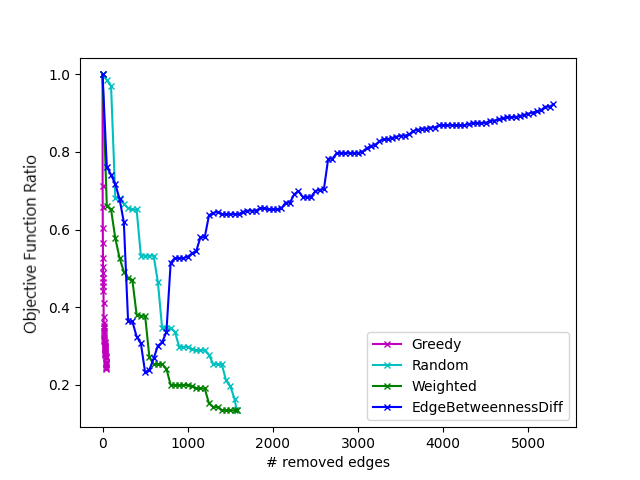 1.0
0.8
0.6
0.4
0.2
Objective Function Ratio
0 1000 2000 3000 4000 5000
# removed edges
Greedy
Random
Weighted
EdgeBetweennessDiff